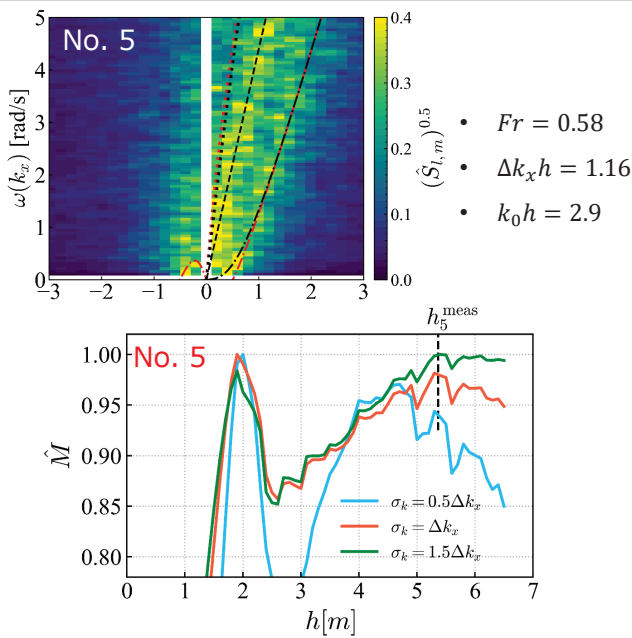 No. 5
5
4
3
2
1
0
ω(k_x) [rad/s]
−3 −2 −1 0 1 2 3
0.4
0.3
0.2
0.1
0.0
(Ŝ_{l,m})^{0.5}
• Fr = 0.58
• Δk_xh = 1.16
• k_0h = 2.9
h_5^{meas}
No. 5
1.00
0.95
0.90
0.85
0.80
M̂
σ_k = 0.5Δk_x
σ_k = Δk_x
σ_k = 1.5Δk_x
0 1 2 3 4 5 6 7
h[m]